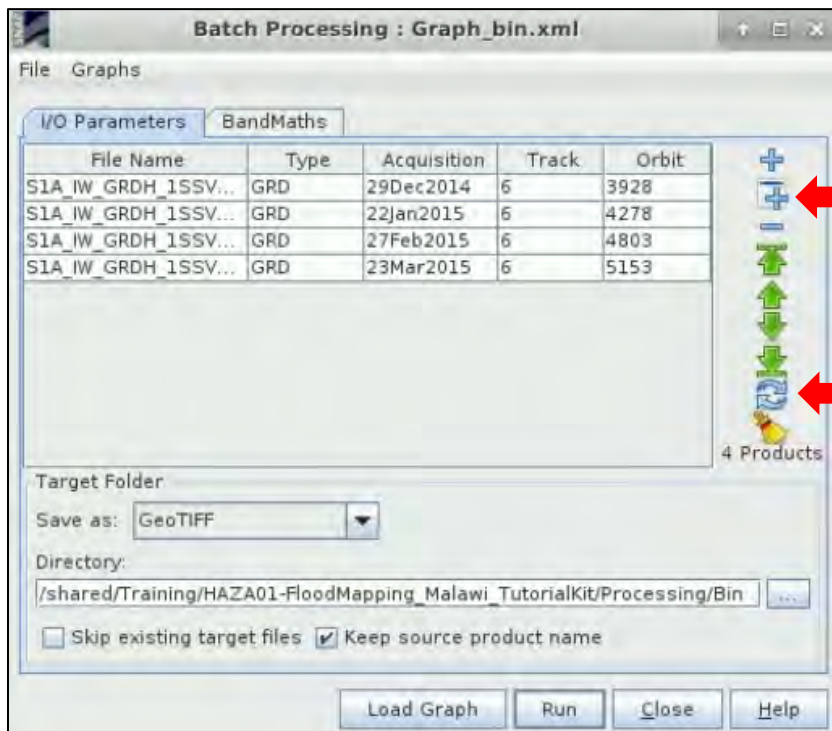 Batch Processing : Graph_bin.xml
File Graphs
I/O Parameters BandMaths
File Name Type Acquisition Track Orbit
S1A_IW_GRDH_1SSV... GRD 29Dec2014 6 3928
S1A_IW_GRDH_1SSV... GRD 22Jan2015 6 4278
S1A_IW_GRDH_1SSV... GRD 27Feb2015 6 4803
S1A_IW_GRDH_1SSV... GRD 23Mar2015 6 5153
4 Products
Target Folder
Save as: GeoTIFF
Directory:
/shared/Training/HAZA01-FloodMapping_Malawi_TutorialKit/Processing/Bin ...
Skip existing target files Keep source product name
Load Graph Run Close Help